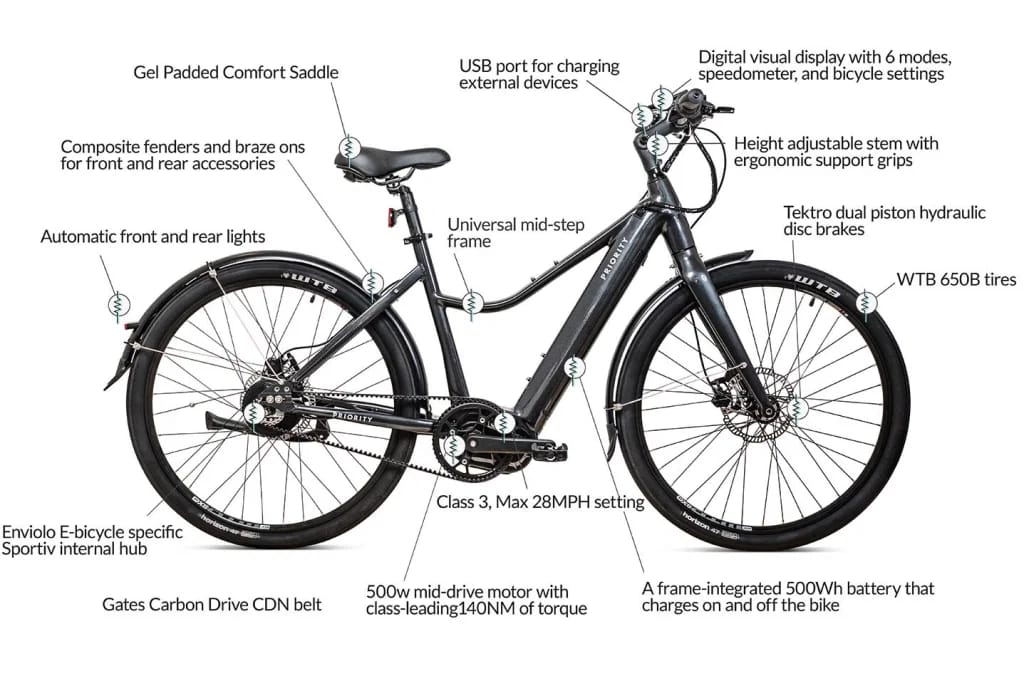 Gel Padded Comfort Saddle
USB port for charging
external devices
Digital visual display with 6 modes,
speedometer, and bicycle settings
Composite fenders and braze ons
for front and rear accessories
Height adjustable stem with
ergonomic support grips
Automatic front and rear lights
Universal mid-step
frame
Tektro dual piston hydraulic
disc brakes
WTB 650B tires
PRIORITY
WTB
WTB
PRIORITY
horizon 47
horizon 47
Class 3, Max 28MPH setting
Enviolo E-bicycle specific
Sportiv internal hub
Gates Carbon Drive CDN belt
500w mid-drive motor with
class-leading140NM of torque
A frame-integrated 500Wh battery that
charges on and off the bike